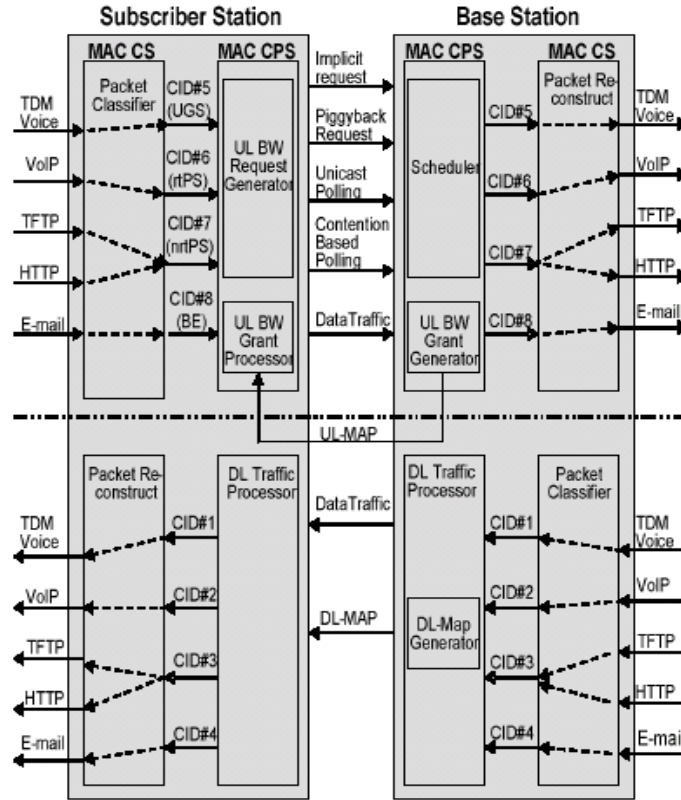 Subscriber Station
Base Station
MAC CS
MAC CPS
MAC CPS
MAC CS
Packet
Classifier
CID#5
(UGS)
CID#6
(rtPS)
CID#7
(nrtPS)
CID#8
(BE)
UL BW
Request
Generator
UL BW
Grant
Processor
Implicit
request
Piggyback
Request
Unicast
Polling
Contention
Based
Polling
DataTraffic
Scheduler
UL BW
Grant
Generator
CID#5
CID#6
CID#7
CID#8
Packet Re-
construct
TDM
Voice
VoIP
TFTP
HTTP
E-mail
TDM
Voice
VoIP
TFTP
HTTP
E-mail
UL-MAP
Packet Re-
construct
DL Traffic
Processor
DL Traffic
Processor
Packet
Classifier
TDM
Voice
VoIP
TFTP
HTTP
E-mail
CID#1
CID#2
CID#3
CID#4
DataTraffic
DL-MAP
DL-Map
Generator
CID#1
CID#2
CID#3
CID#4
TDM
Voice
VoIP
TFTP
HTTP
E-mail